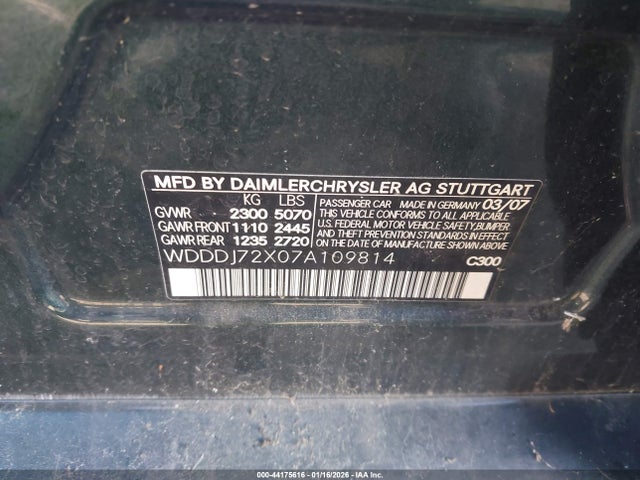 MFD BY DAIMLERCHRYSLER AG STUTTGART
KG LBS
GVWR 2300 5070
GAWR FRONT 1110 2445
GAWR REAR 1235 2720
PASSENGER CAR MADE IN GERMANY 03/07
THIS VEHICLE CONFORMS TO ALL APPLICABLE
U.S. FEDERAL MOTOR VEHICLE SAFETY, BUMPER
AND THEFT PREVENTION STANDARDS IN EFFECT
ON THE DATE OF MANUFACTURE SHOWN ABOVE.
WDDDJ72X07A109814 C300
000-44175616 - 01/16/2026 - IAA Inc.